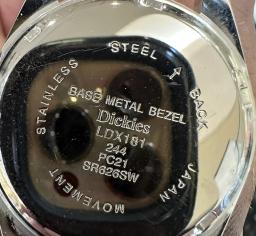 STAINLESS STEEL BACK
JAPAN MOVEMENT
BASE METAL BEZEL
Dickies
LDX181
244
PC21
SR626SW